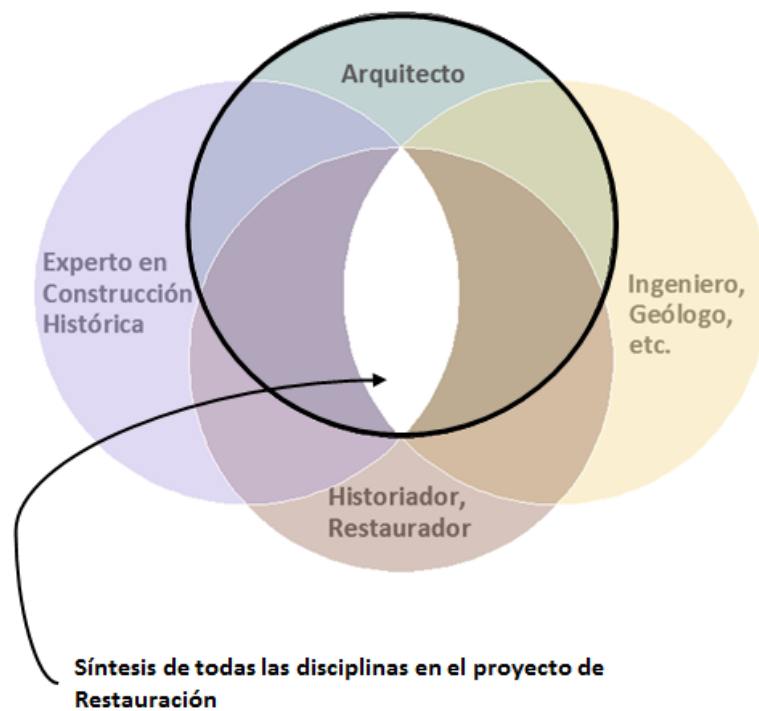 Arquitecto
Experto en
Construcción
Histórica
Ingeniero,
Geólogo,
etc.
Historiador,
Restaurador
Síntesis de todas las disciplinas en el proyecto de
Restauración